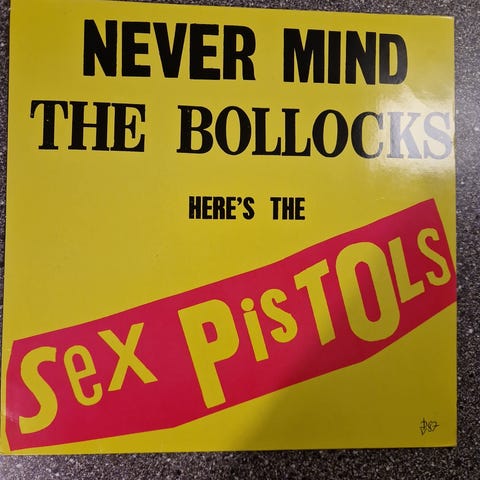 NEVER MIND
THE BOLLOCKS
HERE'S THE
Sex PisTOLS